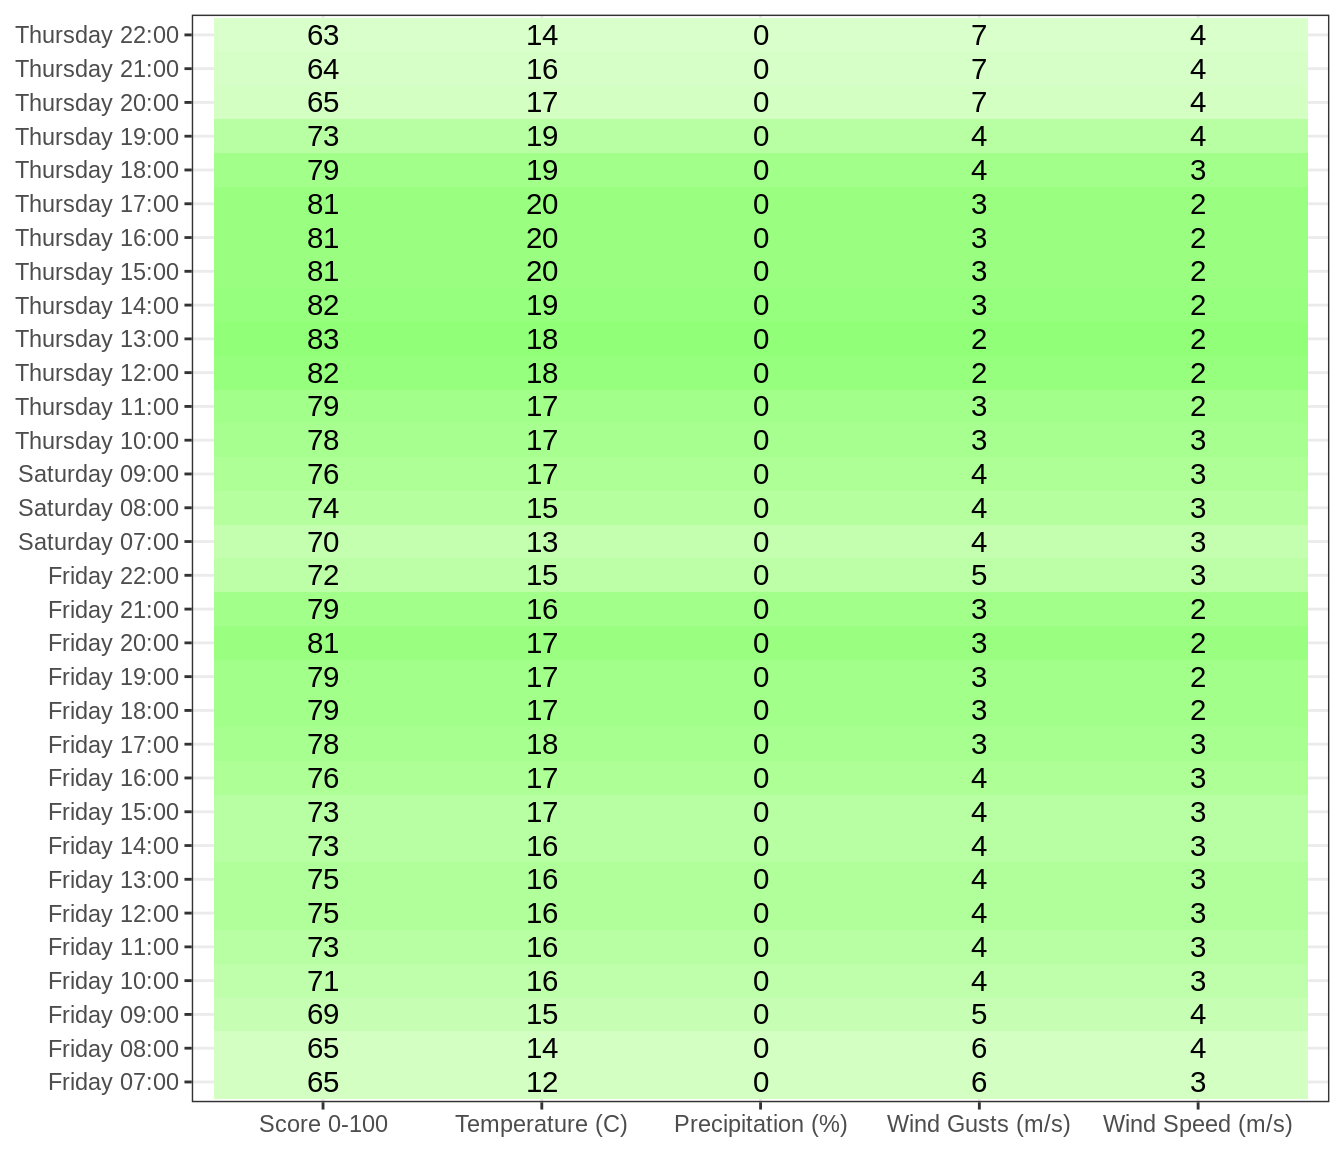 Thursday 22:00 63 14 0 7 4
Thursday 21:00 64 16 0 7 4
Thursday 20:00 65 17 0 7 4
Thursday 19:00 73 19 0 4 4
Thursday 18:00 79 19 0 4 3
Thursday 17:00 81 20 0 3 2
Thursday 16:00 81 20 0 3 2
Thursday 15:00 81 20 0 3 2
Thursday 14:00 82 19 0 3 2
Thursday 13:00 83 18 0 2 2
Thursday 12:00 82 18 0 2 2
Thursday 11:00 79 17 0 3 2
Thursday 10:00 78 17 0 3 3
Saturday 09:00 76 17 0 4 3
Saturday 08:00 74 15 0 4 3
Saturday 07:00 70 13 0 4 3
Friday 22:00 72 15 0 5 3
Friday 21:00 79 16 0 3 2
Friday 20:00 81 17 0 3 2
Friday 19:00 79 17 0 3 2
Friday 18:00 79 17 0 3 2
Friday 17:00 78 18 0 3 3
Friday 16:00 76 17 0 4 3
Friday 15:00 73 17 0 4 3
Friday 14:00 73 16 0 4 3
Friday 13:00 75 16 0 4 3
Friday 12:00 75 16 0 4 3
Friday 11:00 73 16 0 4 3
Friday 10:00 71 16 0 4 3
Friday 09:00 69 15 0 5 4
Friday 08:00 65 14 0 6 4
Friday 07:00 65 12 0 6 3
Score 0-100 Temperature (C) Precipitation (%) Wind Gusts (m/s) Wind Speed (m/s)